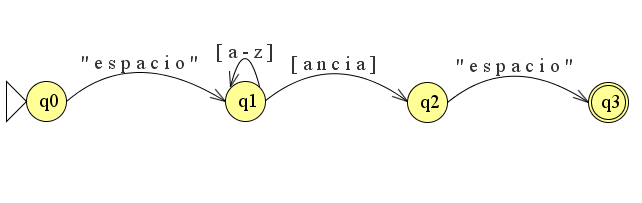 "espacio"
[a-z]
[ancia]
"espacio"
q0
q1
q2
q3